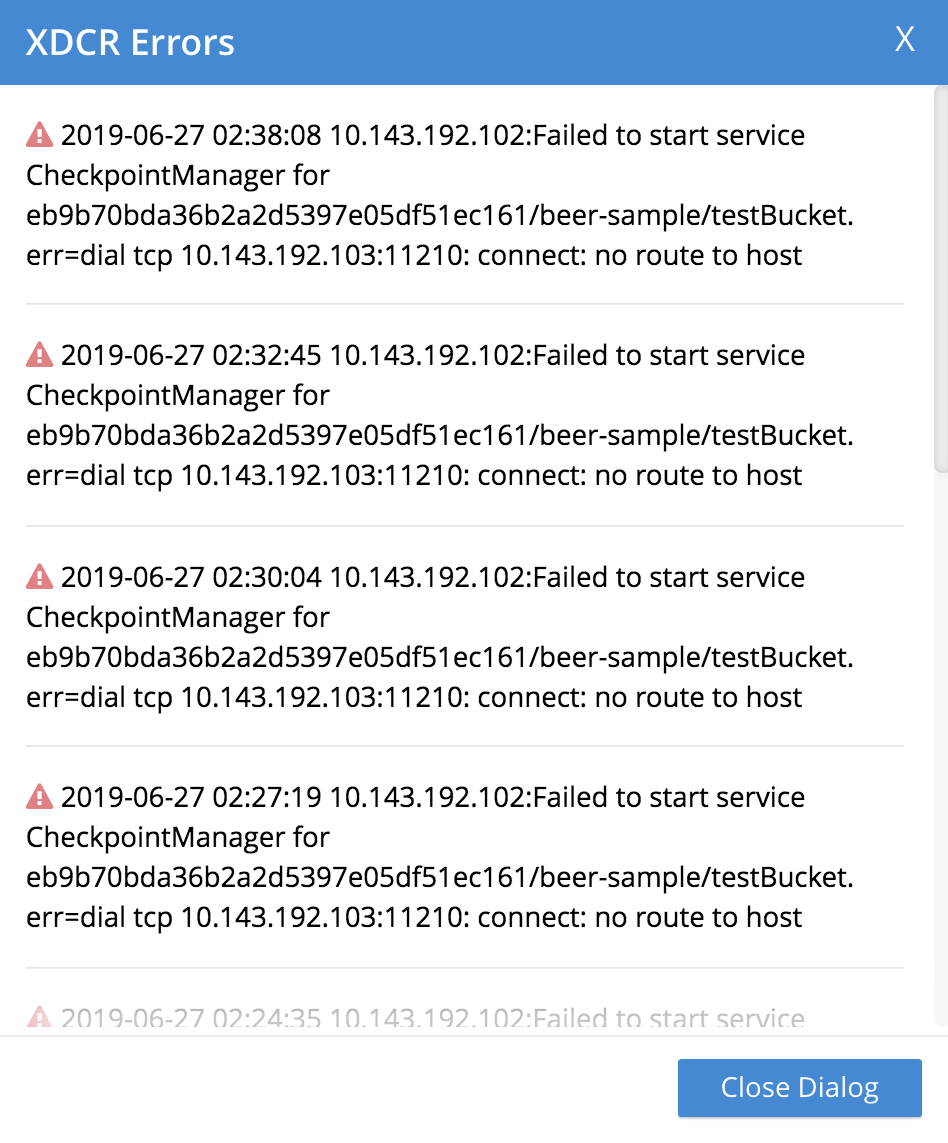 XDCR Errors X
2019-06-27 02:38:08 10.143.192.102:Failed to start service
CheckpointManager for
eb9b70bda36b2a2d5397e05df51ec161/beer-sample/testBucket.
err=dial tcp 10.143.192.103:11210: connect: no route to host
2019-06-27 02:32:45 10.143.192.102:Failed to start service
CheckpointManager for
eb9b70bda36b2a2d5397e05df51ec161/beer-sample/testBucket.
err=dial tcp 10.143.192.103:11210: connect: no route to host
2019-06-27 02:30:04 10.143.192.102:Failed to start service
CheckpointManager for
eb9b70bda36b2a2d5397e05df51ec161/beer-sample/testBucket.
err=dial tcp 10.143.192.103:11210: connect: no route to host
2019-06-27 02:27:19 10.143.192.102:Failed to start service
CheckpointManager for
eb9b70bda36b2a2d5397e05df51ec161/beer-sample/testBucket.
err=dial tcp 10.143.192.103:11210: connect: no route to host
2019-06-27 02:24:35 10.143.192.102:Failed to start service
Close Dialog